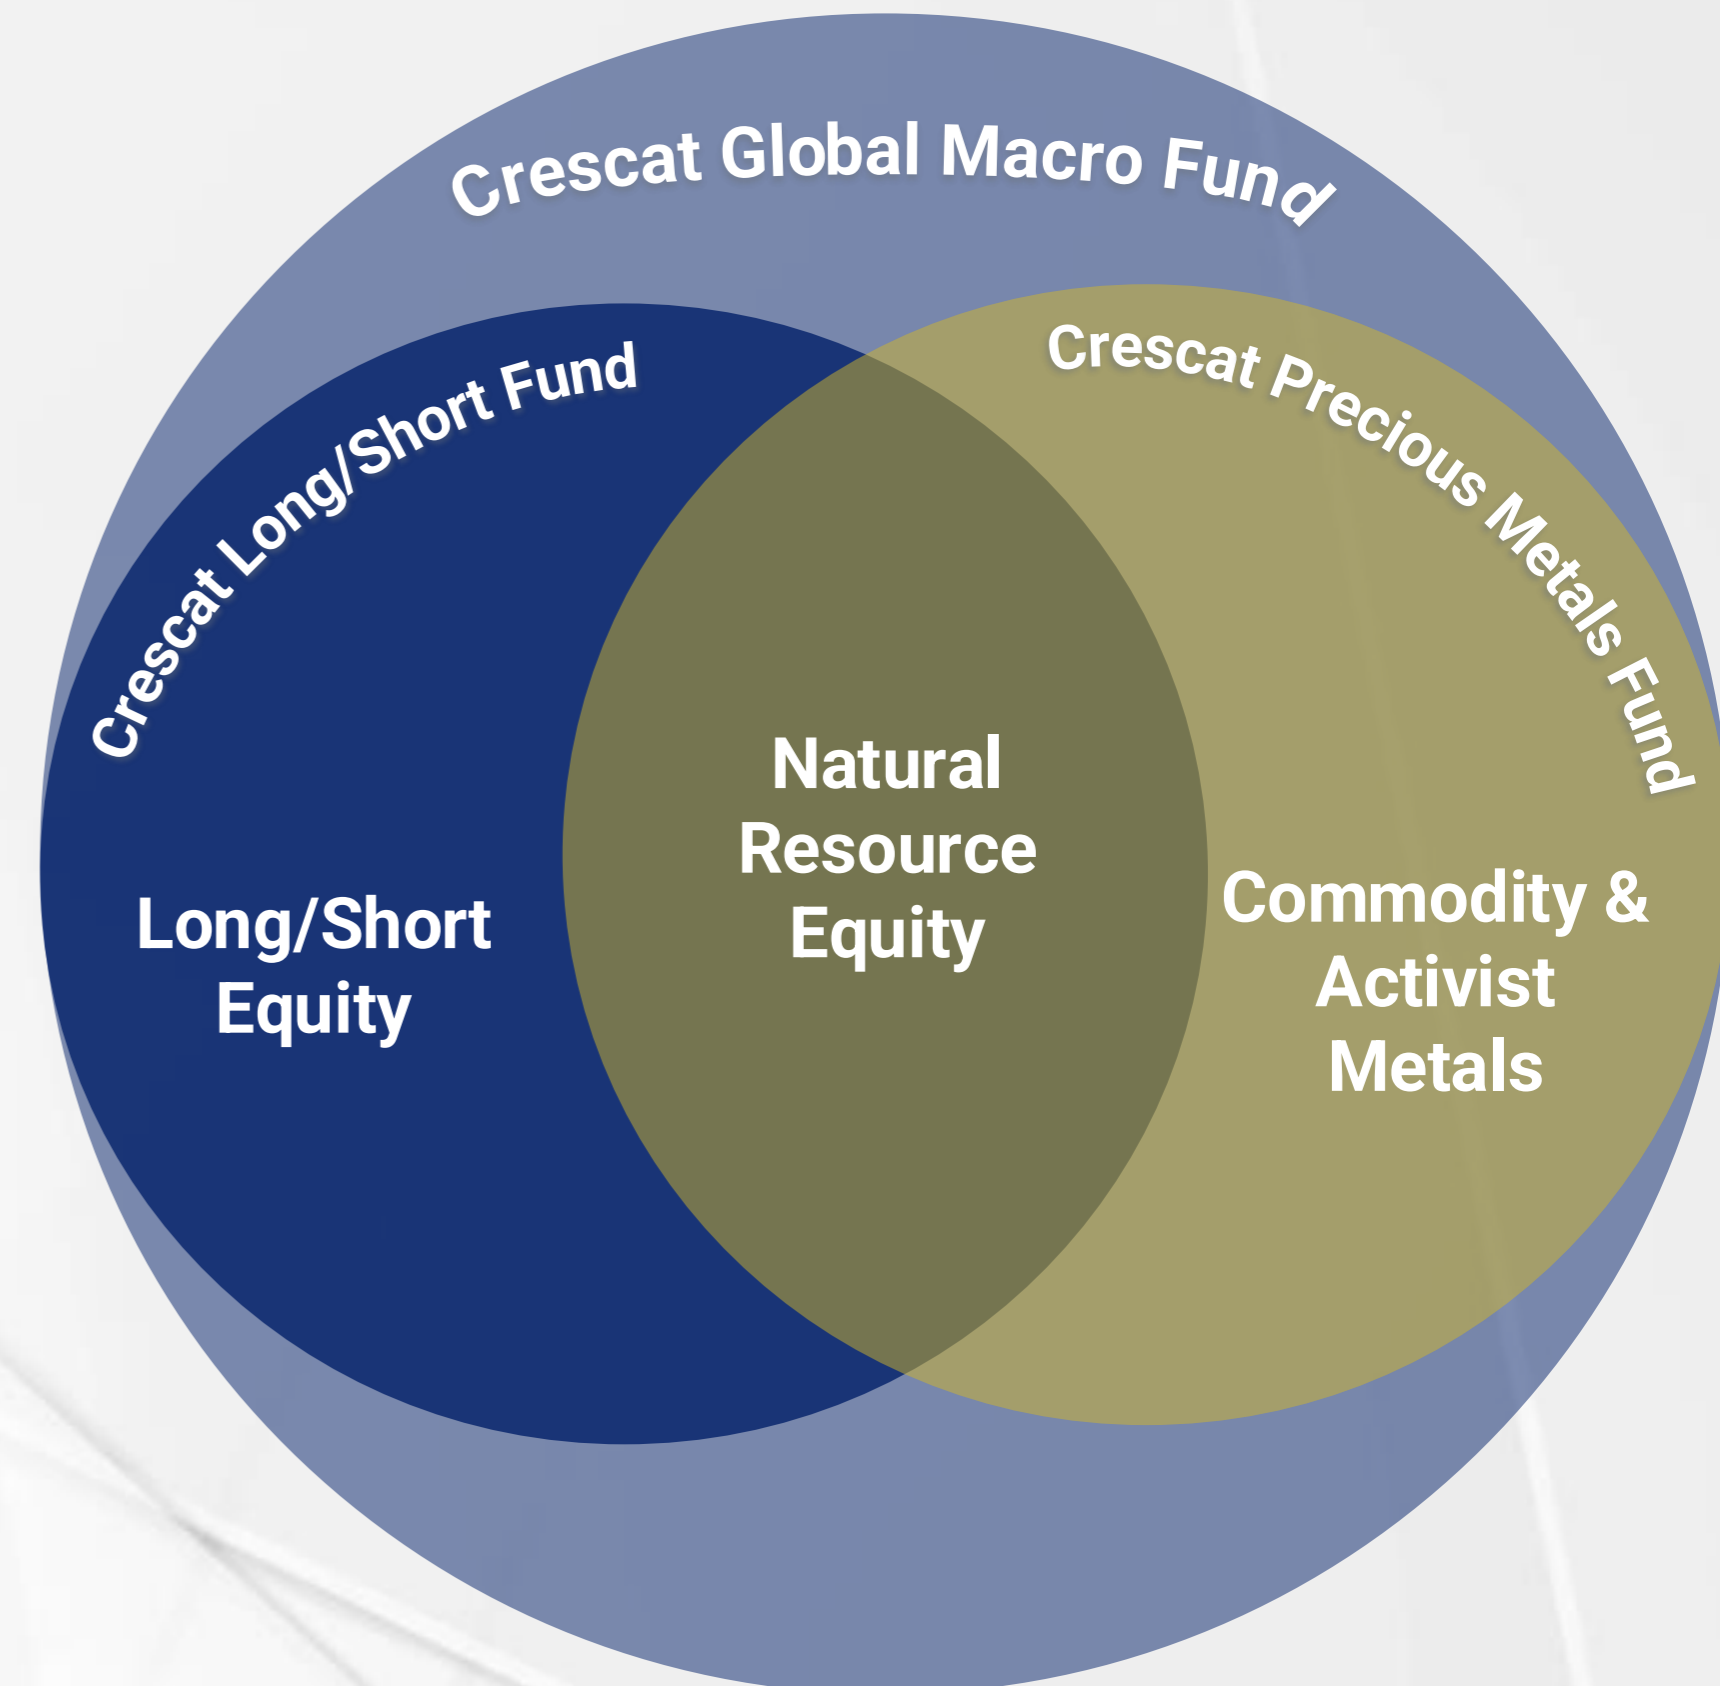 Crescat Global Macro Fund
Crescat Long/Short Fund
Crescat Precious Metals Fund
Natural
Resource
Equity
Long/Short
Equity
Commodity &
Activist
Metals